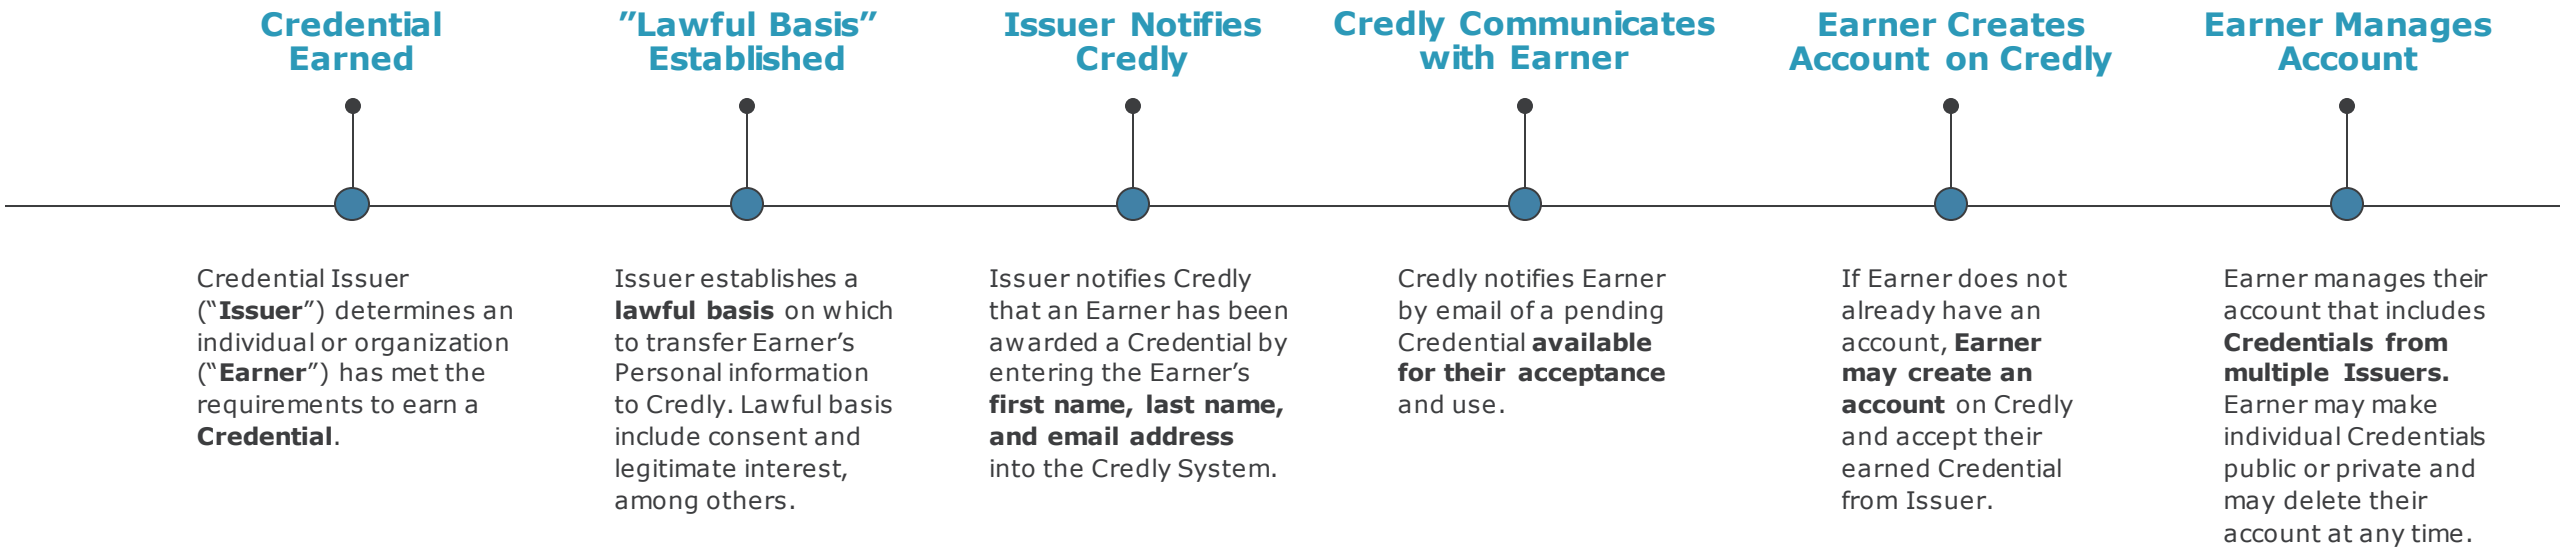 Credential
Earned
”Lawful Basis”
Established
Issuer Notifies
Credly
Credly Communicates
with Earner
Earner Creates
Account on Credly
Earner Manages
Account
Credential Issuer
(“Issuer”) determines an
individual or organization
(“Earner”) has met the
requirements to earn a
Credential.
Issuer establishes a
lawful basis on which
to transfer Earner’s
Personal information
to Credly. Lawful basis
include consent and
legitimate interest,
among others.
Issuer notifies Credly
that an Earner has been
awarded a Credential by
entering the Earner’s
first name, last name,
and email address
into the Credly System.
Credly notifies Earner
by email of a pending
Credential available
for their acceptance
and use.
If Earner does not
already have an
account, Earner
may create an
account on Credly
and accept their
earned Credential
from Issuer.
Earner manages their
account that includes
Credentials from
multiple Issuers.
Earner may make
individual Credentials
public or private and
may delete their
account at any time.